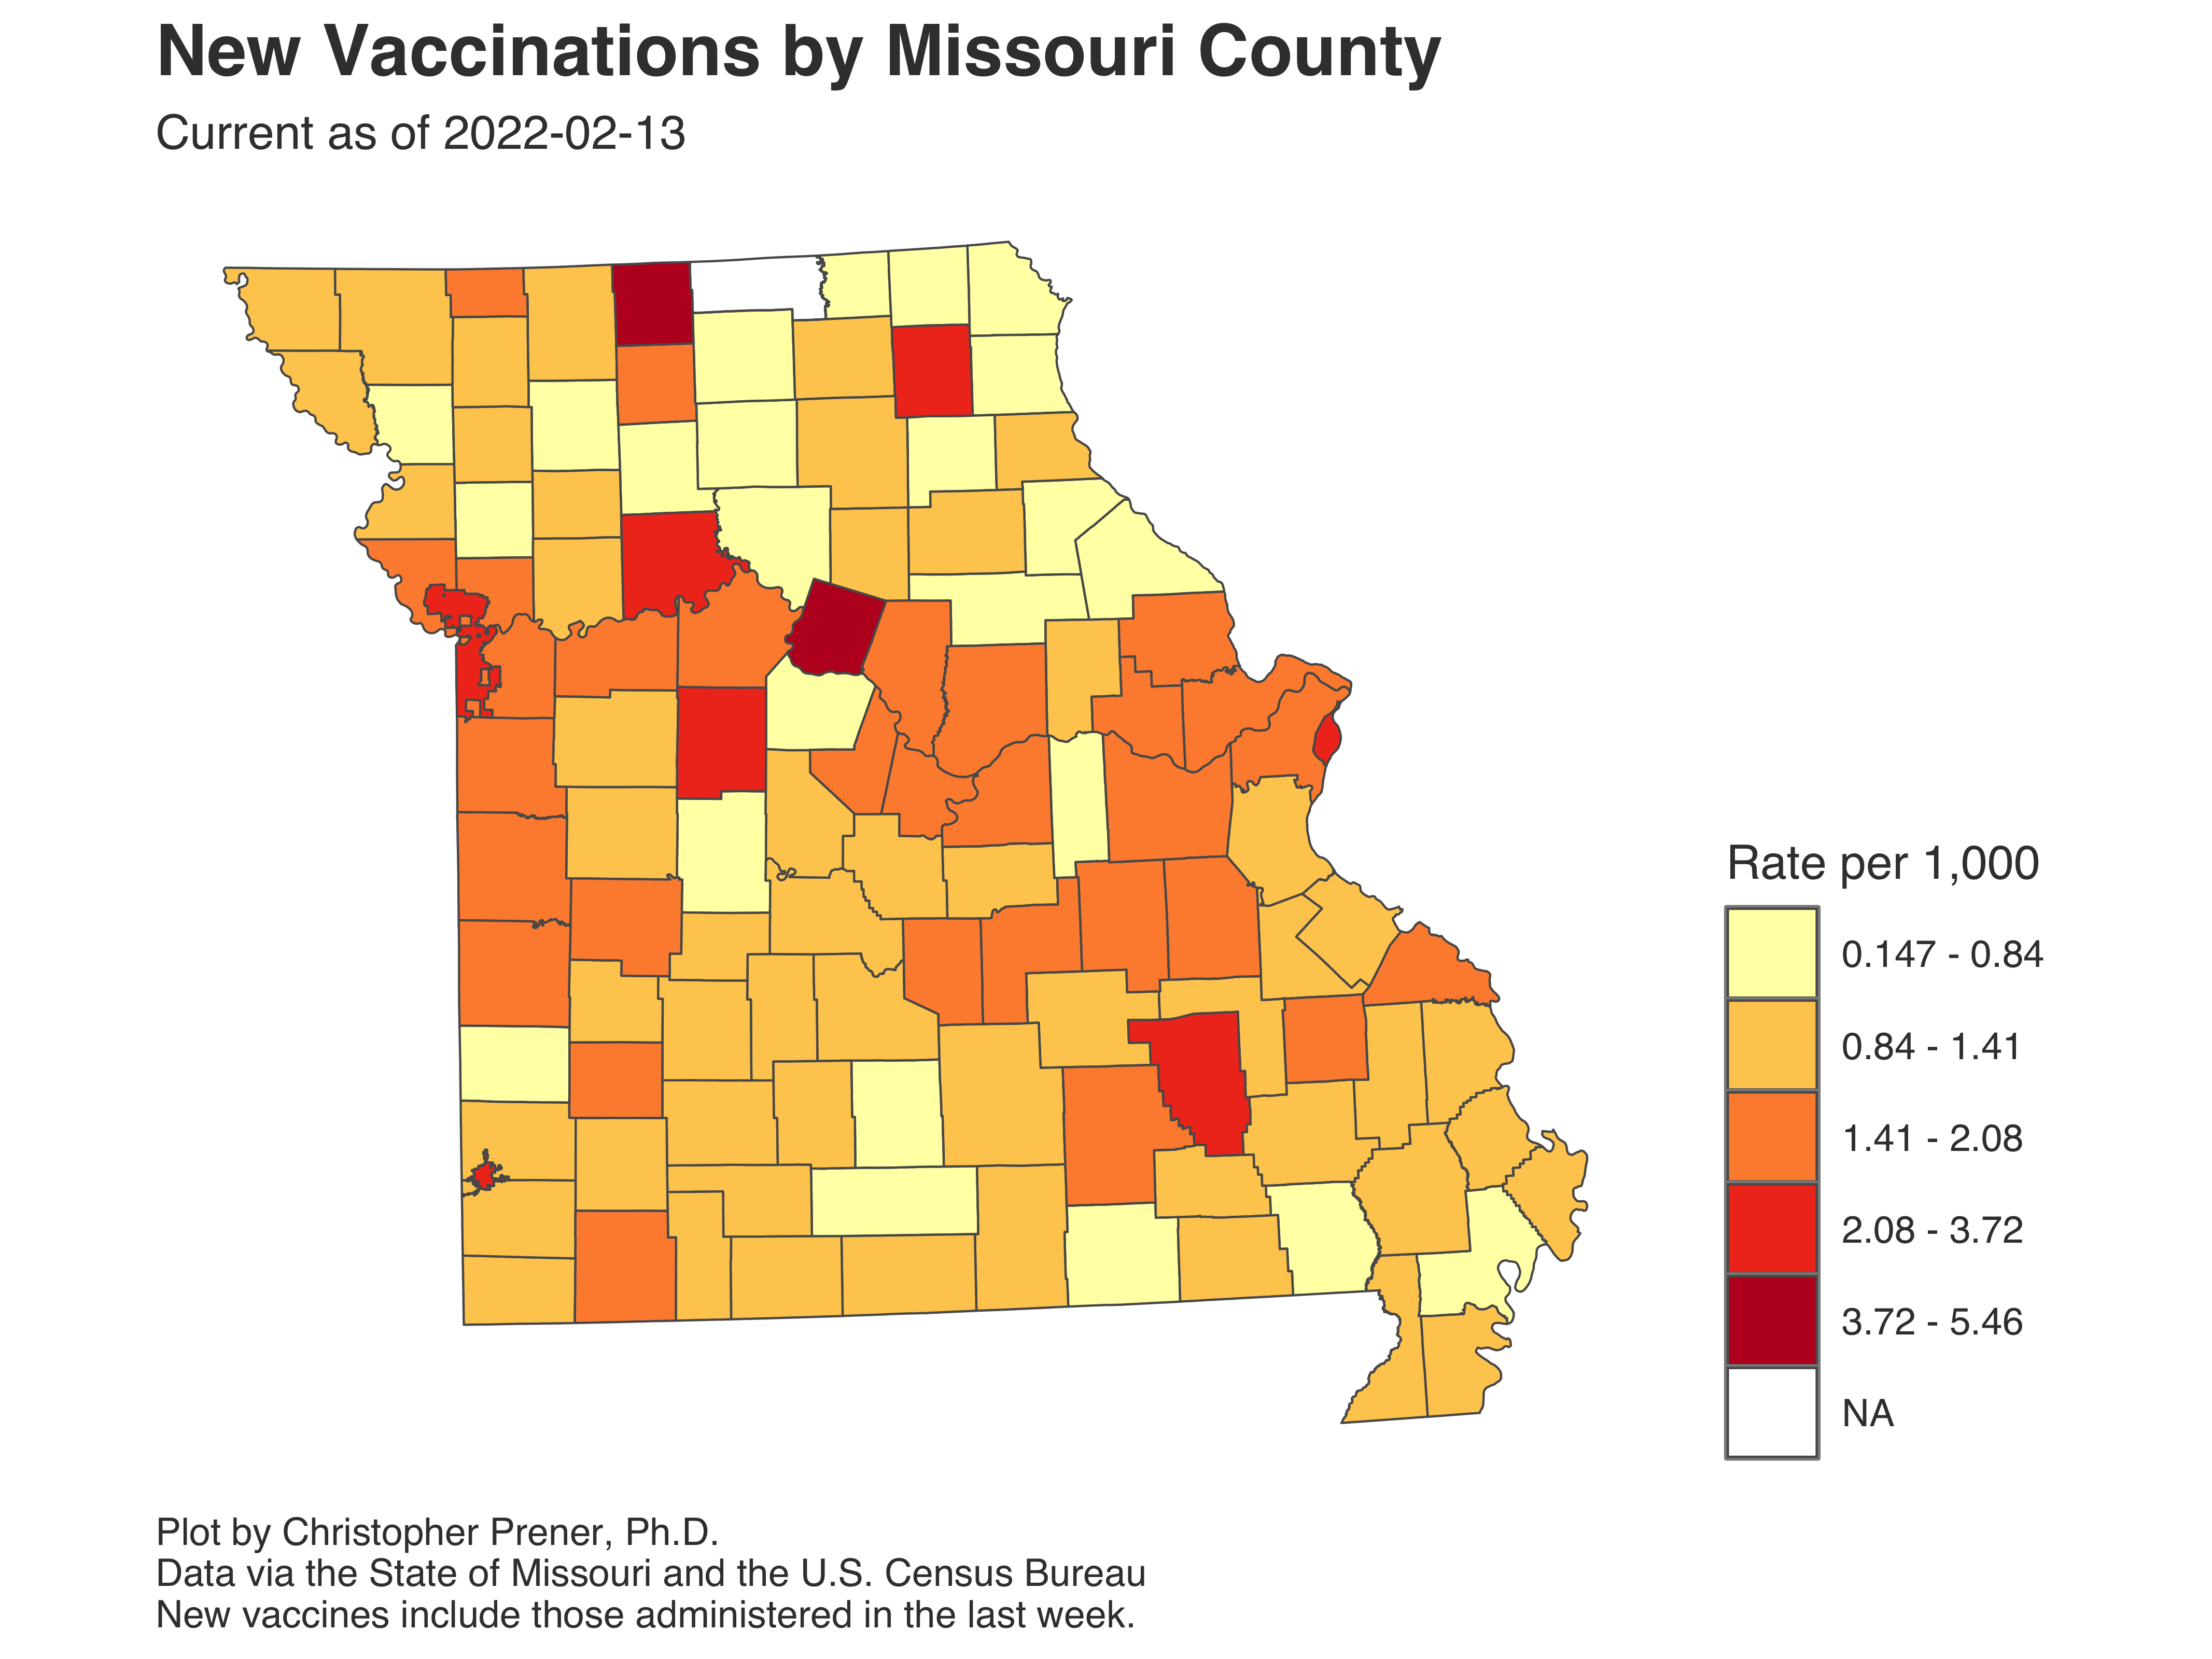 New Vaccinations by Missouri County
Current as of 2022-02-13
Rate per 1,000
0.147 - 0.84
0.84 - 1.41
1.41 - 2.08
2.08 - 3.72
3.72 - 5.46
NA
Plot by Christopher Prener, Ph.D.
Data via the State of Missouri and the U.S. Census Bureau
New vaccines include those administered in the last week.